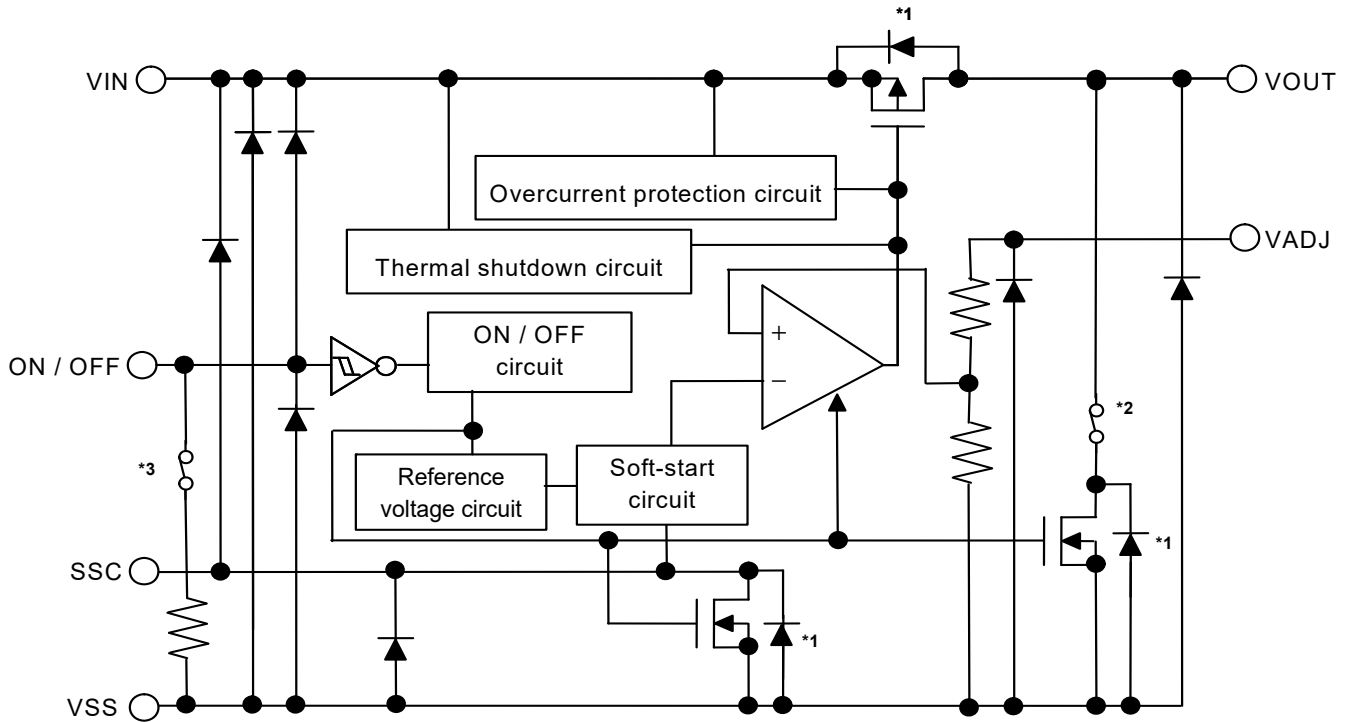 *1
VIN
VOUT
Overcurrent protection circuit
VADJ
Thermal shutdown circuit
+
ON / OFF
ON / OFF
circuit
−
*2
*3
Reference
voltage circuit
Soft-start
circuit
*1
SSC
*1
VSS